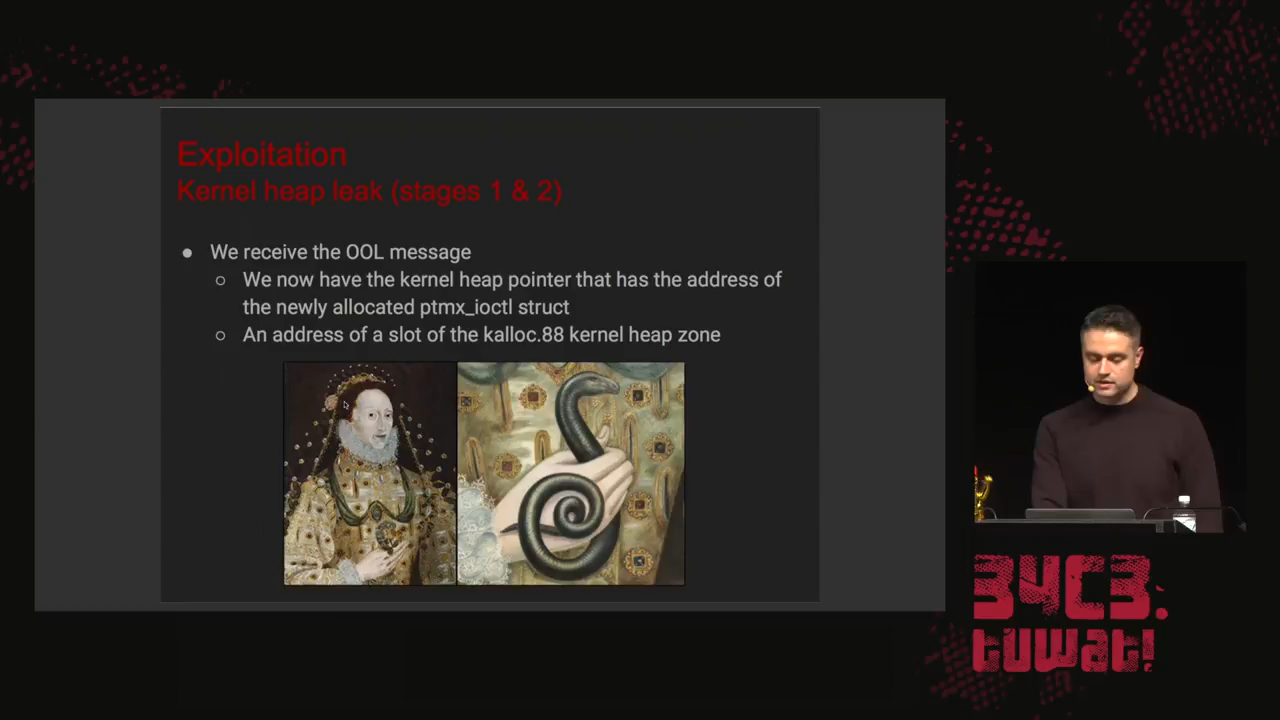 Exploitation
Kernel heap leak (stages 1 & 2)
● We receive the OOL message
○ We now have the kernel heap pointer that has the address of
the newly allocated ptmx_ioctl struct
○ An address of a slot of the kalloc.88 kernel heap zone
34C3.
tuwat!